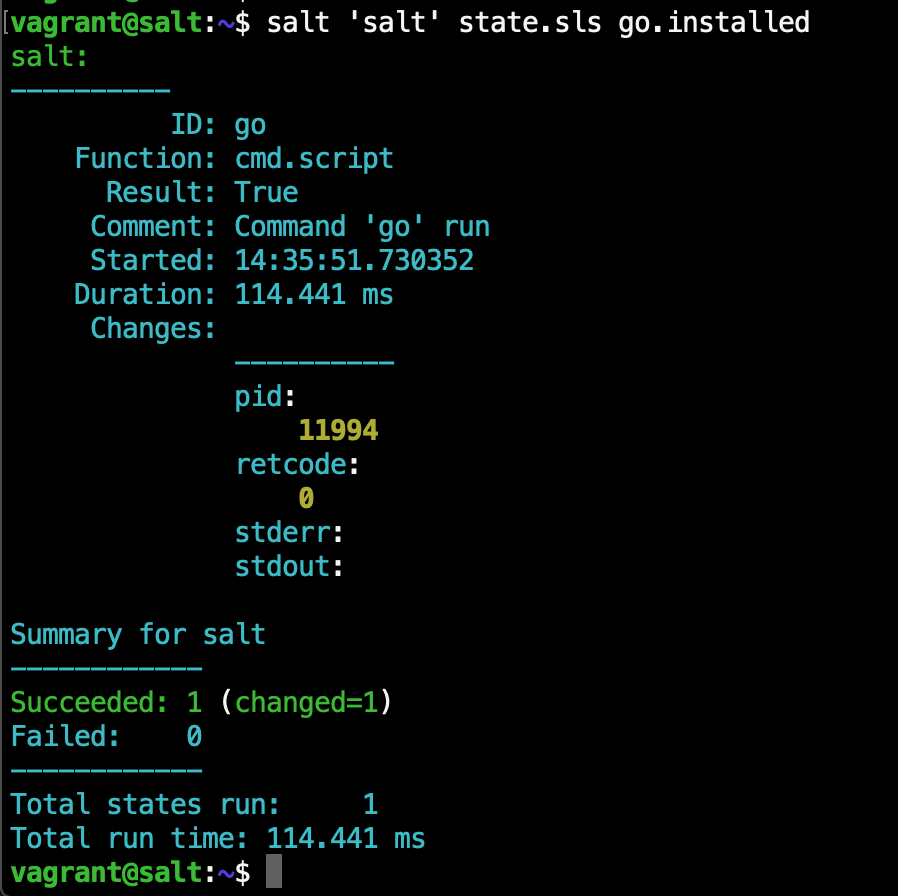 vagrant@salt:~$ salt 'salt' state.sls go.installed
salt:
----------
          ID: go
    Function: cmd.script
      Result: True
     Comment: Command 'go' run
     Started: 14:35:51.730352
    Duration: 114.441 ms
     Changes:
              ----------
              pid:
                  11994
              retcode:
                  0
              stderr:
              stdout:

Summary for salt
------------
Succeeded: 1 (changed=1)
Failed:    0
------------
Total states run:     1
Total run time: 114.441 ms
vagrant@salt:~$